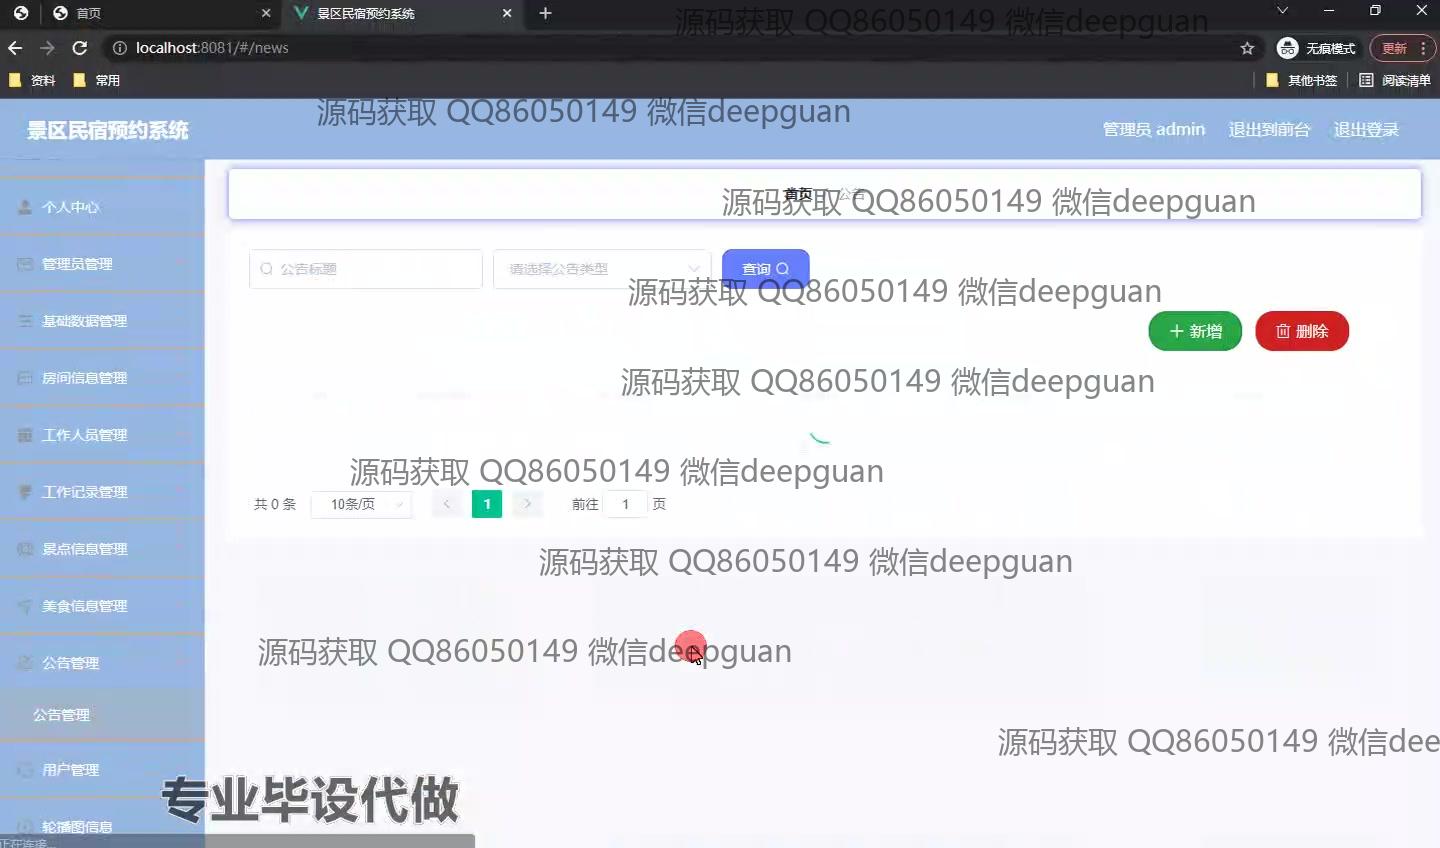 首页
景区民宿预约系统
源码获取 QQ86050149 微信deepguan
localhost:8081/#/news
无痕模式
更新
资料
常用
其他书签
阅读清单
景区民宿预约系统
源码获取 QQ86050149 微信deepguan
管理员 admin
退出到前台
退出登录
个人中心
首页
公告
源码获取 QQ86050149 微信deepguan
管理员管理
公告标题
请选择公告类型
查询
源码获取 QQ86050149 微信deepguan
基础数据管理
新增
删除
房间信息管理
源码获取 QQ86050149 微信deepguan
工作人员管理
源码获取 QQ86050149 微信deepguan
工作记录管理
共 0 条
10条/页
1
前往
1
页
景点信息管理
源码获取 QQ86050149 微信deepguan
美食信息管理
源码获取 QQ86050149 微信deepguan
公告管理
公告管理
源码获取 QQ86050149 微信dee
用户管理
专业毕设代做
轮播图信息
正在连接...